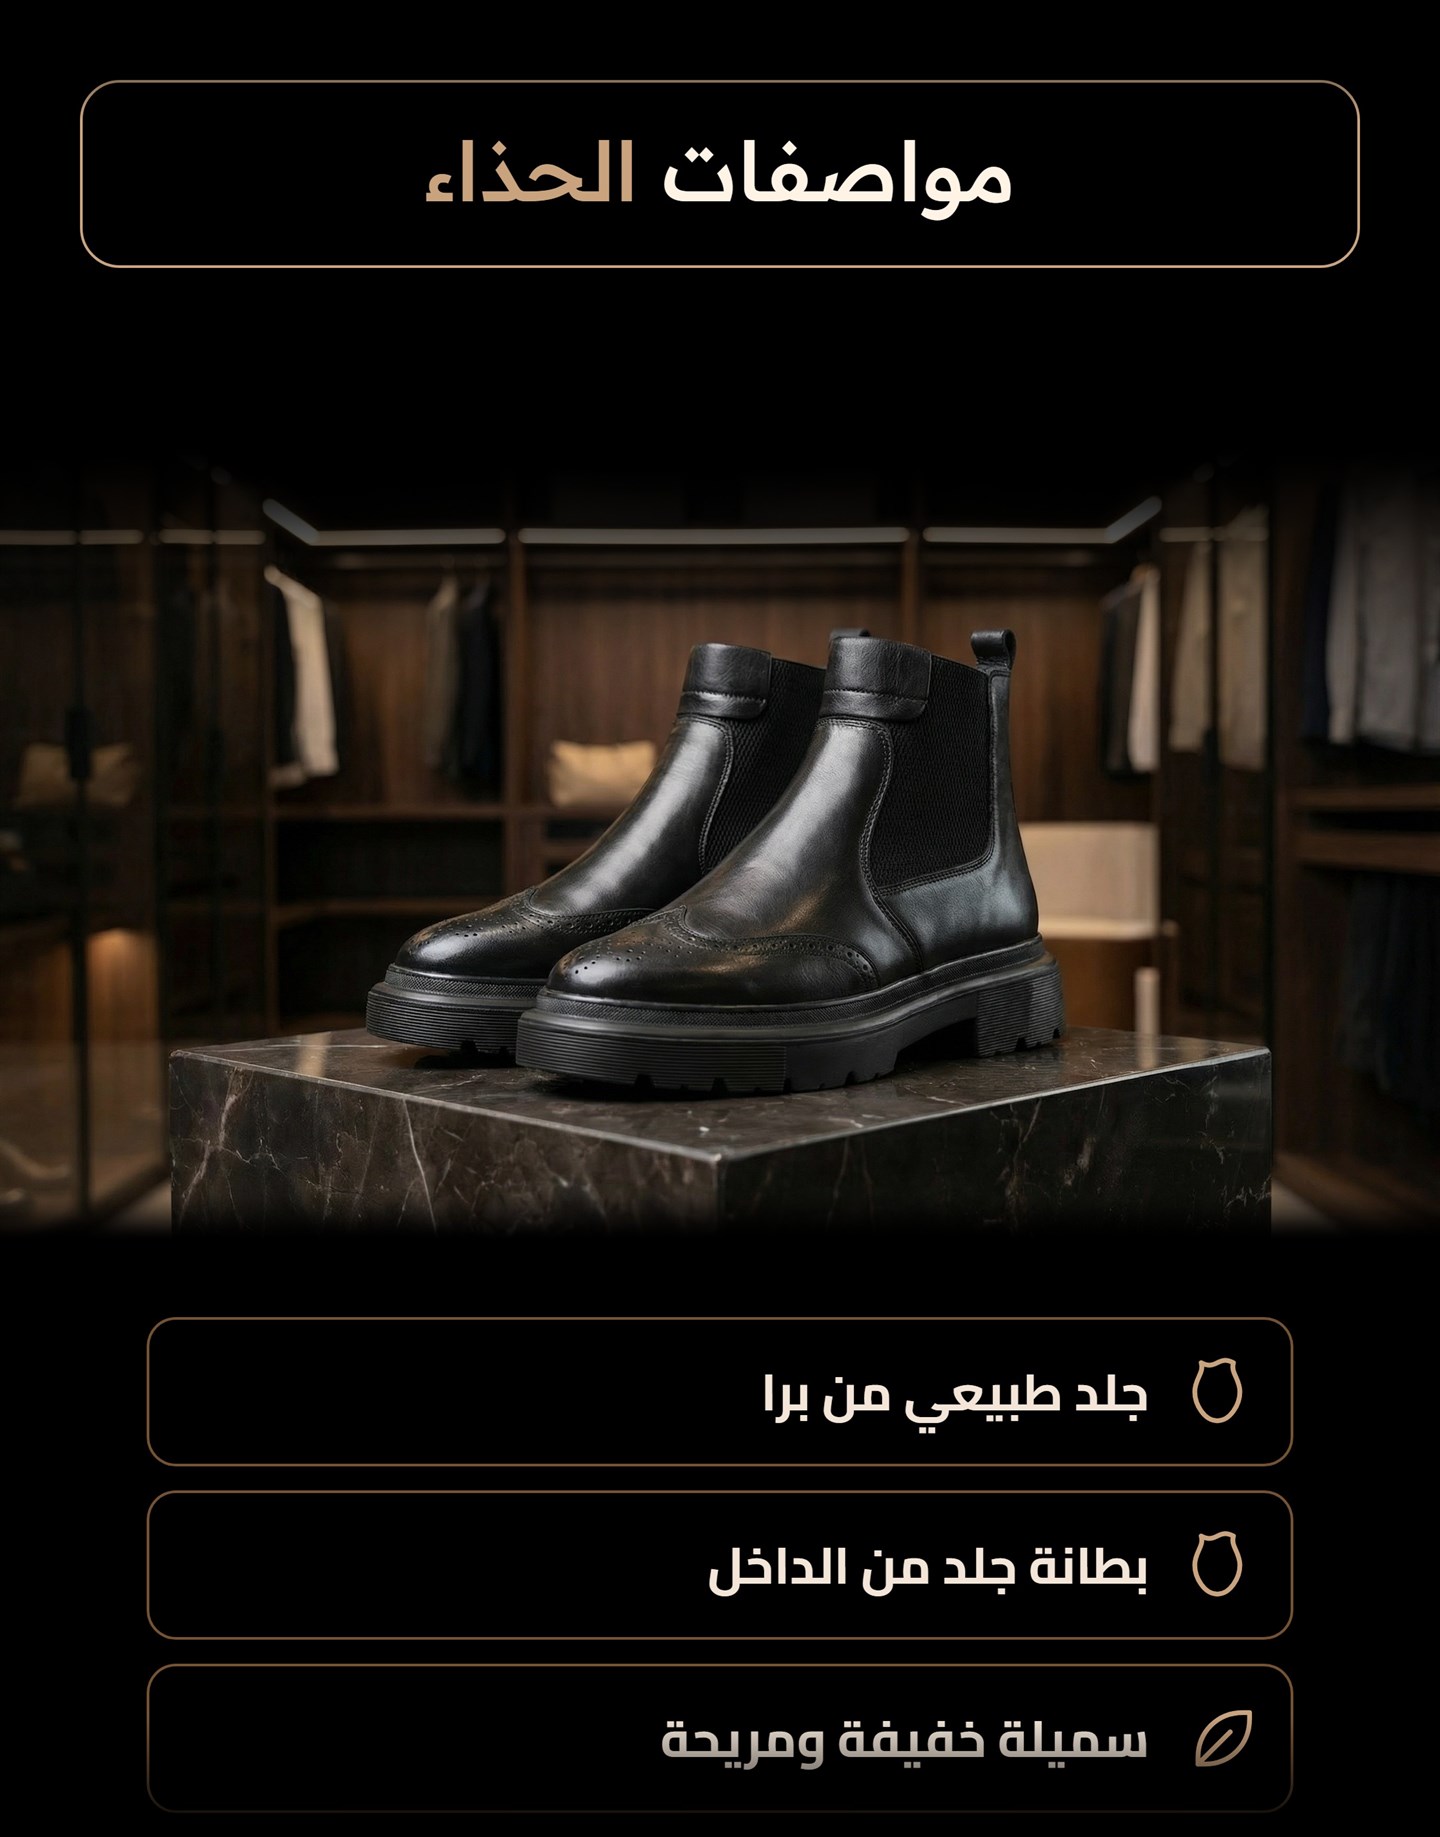 مواصفات الحذاء
جلد طبيعي من برا
بطانة جلد من الداخل
سميلة خفيفة ومريحة